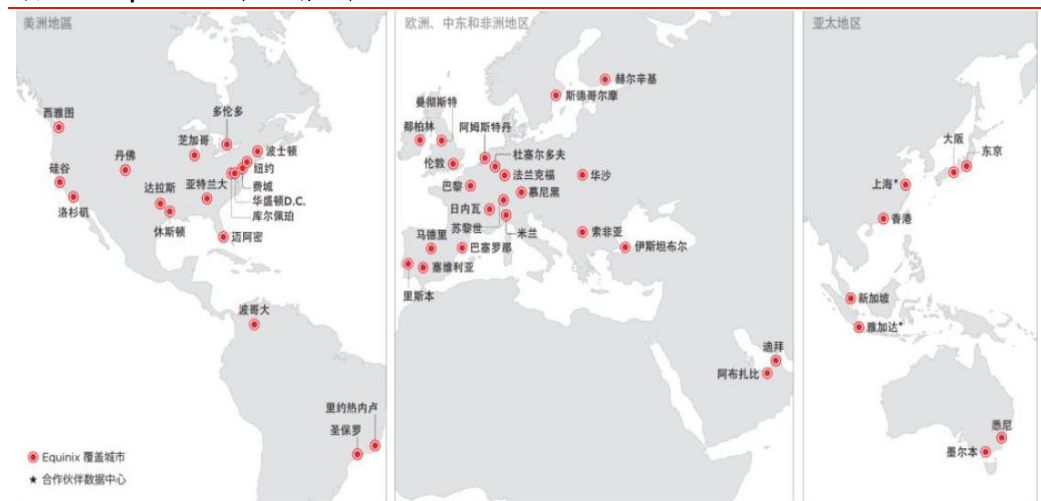 美洲地區
西雅图
多伦多
芝加哥
波士顿
丹佛
纽约
硅谷
费城
达拉斯
亚特兰大
华盛顿D.C.
洛杉矶
库尔佩珀
休斯顿
迈阿密
波哥大
里约热内卢
圣保罗
Equinix 覆盖城市
★ 合作伙伴数据中心
欧洲、中东和非洲地区
赫尔辛基
斯德哥尔摩
曼彻斯特
都柏林
阿姆斯特丹
杜塞尔多夫
伦敦
法兰克福
华沙
巴黎
慕尼黑
日内瓦
苏黎世
米兰
马德里
巴塞罗那
索非亚
伊斯坦布尔
塞维利亚
里斯本
迪拜
阿布扎比
亚太地区
大阪
东京
上海*
香港
新加坡
雅加达*
悉尼
墨尔本